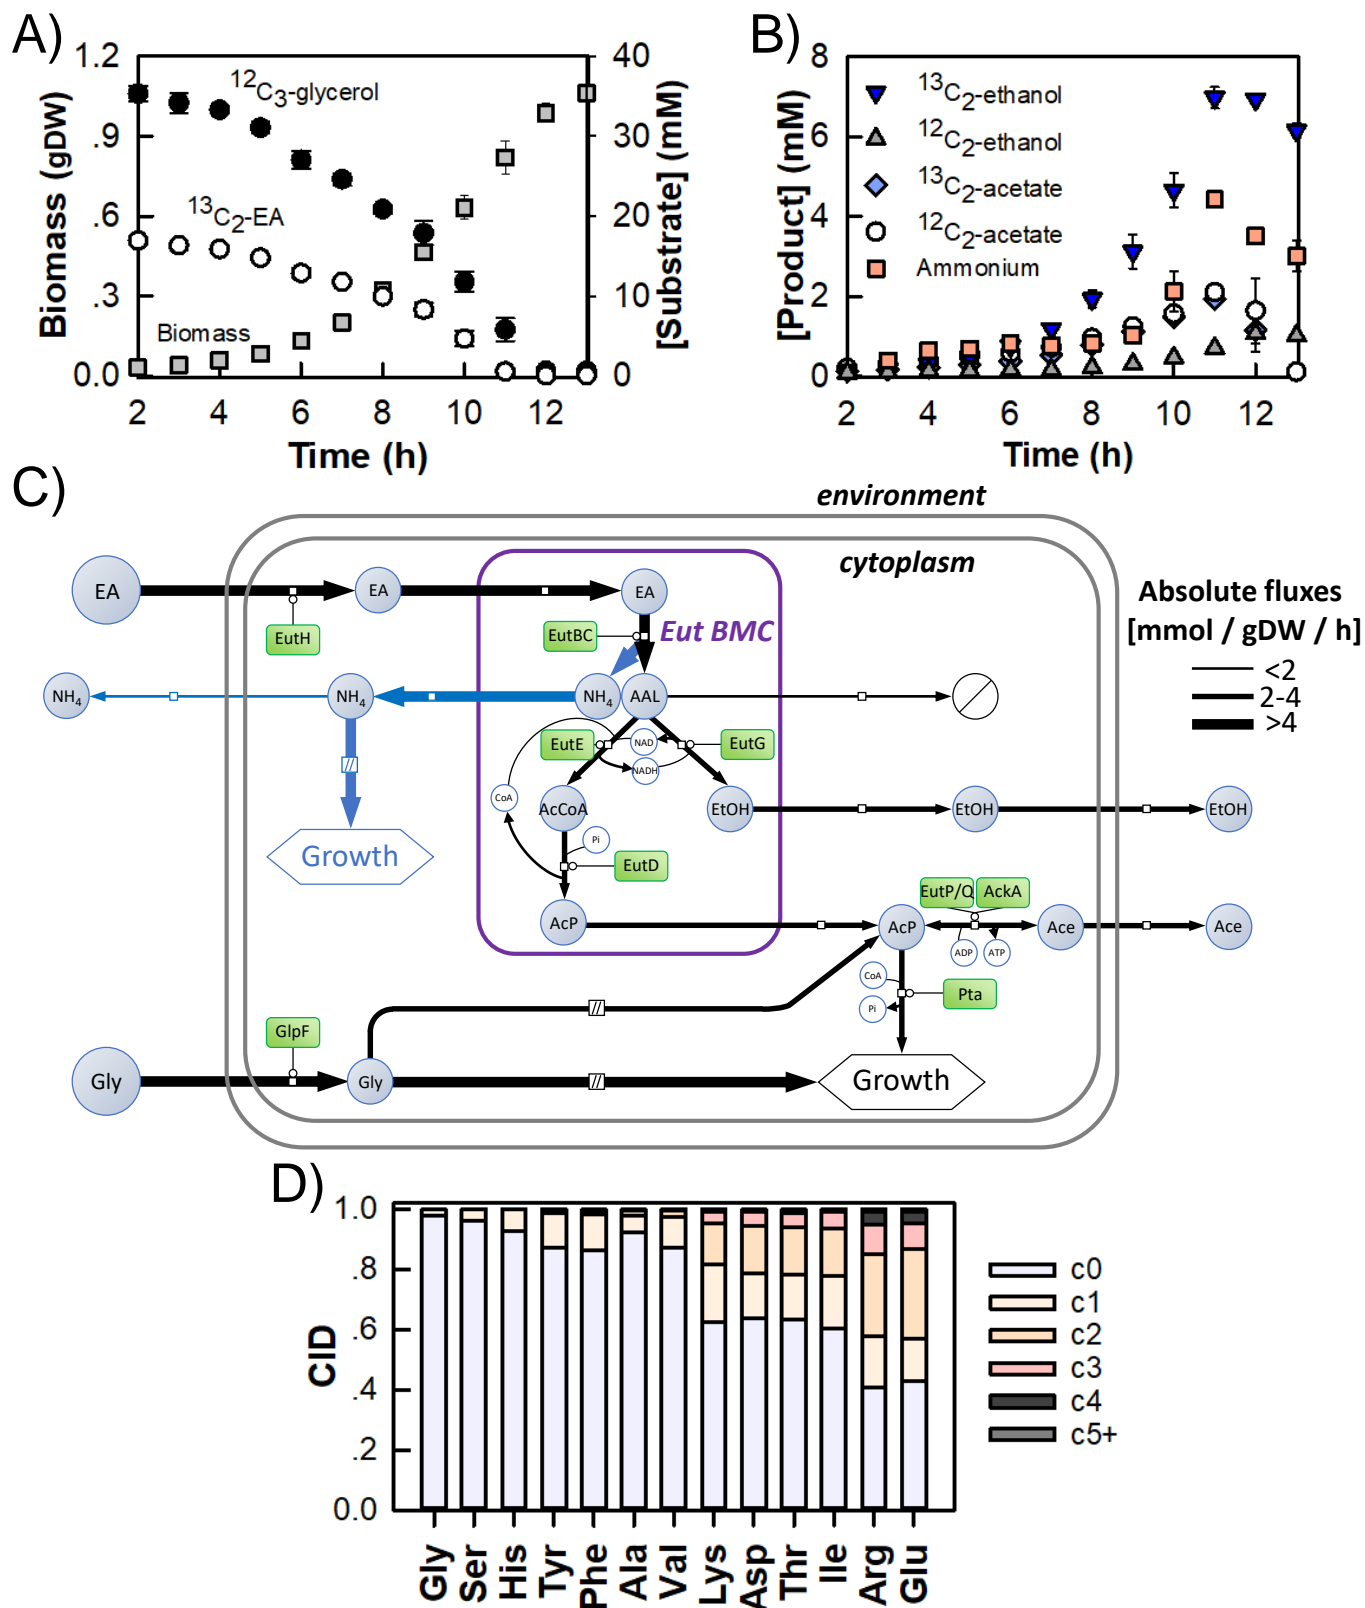 A)
1.2
.9
.6
.3
0.0
Biomass (gDW)
12C3-glycerol
13C2-EA
Biomass
40
30
20
10
0
[Substrate] (mM)
2 4 6 8 10 12
Time (h)
B)
8
6
4
2
0
[Product] (mM)
13C2-ethanol
12C2-ethanol
13C2-acetate
12C2-acetate
Ammonium
2 4 6 8 10 12
Time (h)
C)
environment
cytoplasm
EA
EA
EA
EutH
EutBC
Eut BMC
NH4
NH4
NH4
AAL
EutE
NAD
NADH
EutG
CoA
AcCoA
EtOH
EtOH
EtOH
Pi
EutD
Growth
AcP
AcP
EutP/Q
AckA
Ace
Ace
ADP
ATP
CoA
Pi
Pta
GlpF
Gly
Gly
Growth
Absolute fluxes
[mmol / gDW / h]
<2
2-4
>4
D)
1.0
.8
.6
.4
.2
0.0
CID
Gly Ser His Tyr Phe Ala Val Lys Asp Thr Ile Arg Glu
c0
c1
c2
c3
c4
c5+